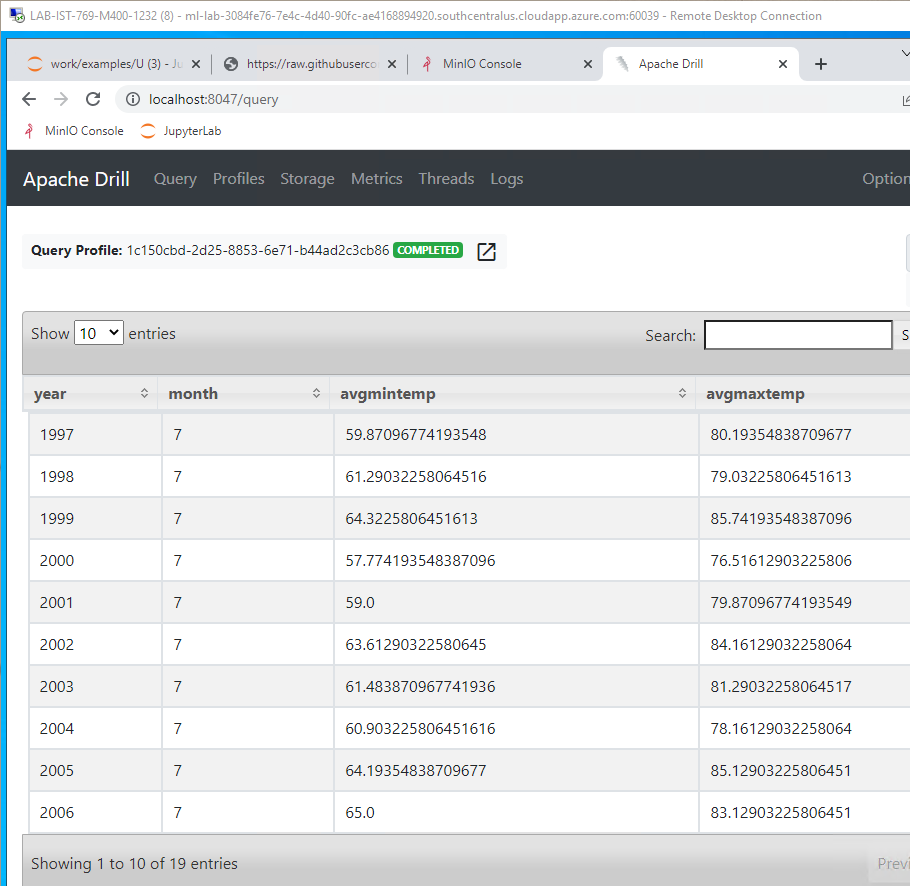 LAB-IST-769-M400-1232 (8) - ml-lab-3084fe76-7e4c-4d40-90fc-ae4168894920.southcentralus.cloudapp.azure.com:60039 - Remote Desktop Connection
work/examples/U (3) - Ju https://raw.githubuserco MinIO Console Apache Drill
localhost:8047/query
MinIO Console JupyterLab
Apache Drill Query Profiles Storage Metrics Threads Logs Option
Query Profile: 1c150cbd-2d25-8853-6e71-b44ad2c3cb86 COMPLETED
Show 10 entries Search: S
year month avgmintemp avgmaxtemp
1997 7 59.87096774193548 80.19354838709677
1998 7 61.29032258064516 79.03225806451613
1999 7 64.3225806451613 85.74193548387096
2000 7 57.774193548387096 76.51612903225806
2001 7 59.0 79.87096774193549
2002 7 63.61290322580645 84.16129032258064
2003 7 61.483870967741936 81.29032258064517
2004 7 60.903225806451616 78.16129032258064
2005 7 64.19354838709677 85.12903225806451
2006 7 65.0 83.12903225806451
Showing 1 to 10 of 19 entries Previ